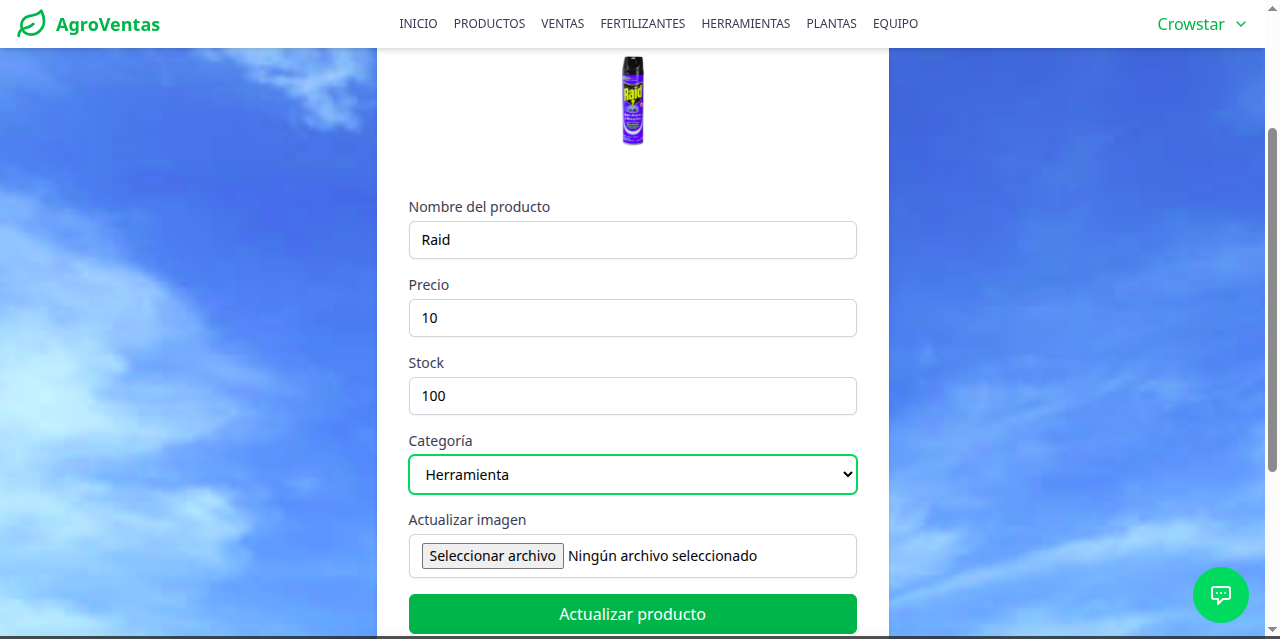 AgroVentas
INICIO PRODUCTOS VENTAS FERTILIZANTES HERRAMIENTAS PLANTAS EQUIPO
Crowstar
Raid
Nombre del producto
Raid
Precio
10
Stock
100
Categoría
Herramienta
Actualizar imagen
Seleccionar archivo Ningún archivo seleccionado
Actualizar producto